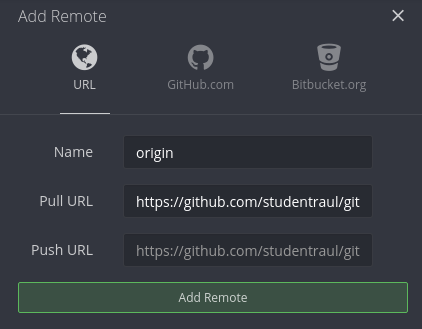 Add Remote
URL
GitHub.com
Bitbucket.org
Name
origin
Pull URL
https://github.com/studentraul/git
Push URL
https://github.com/studentraul/git
Add Remote